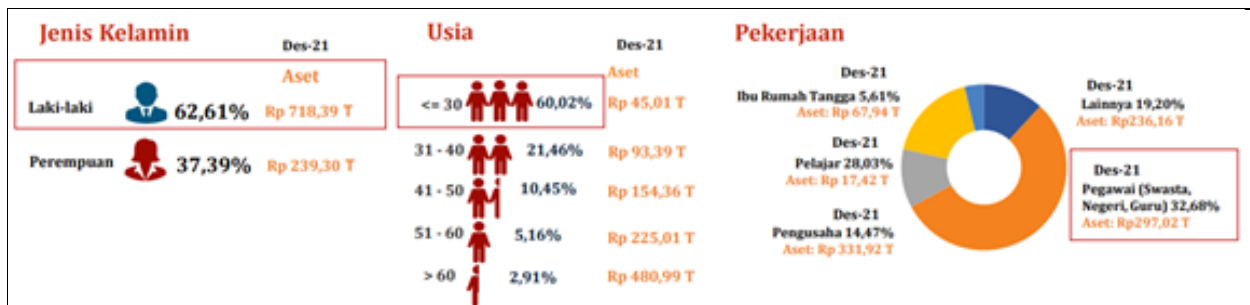 Jenis Kelamin
Des-21
Aset
Laki-laki 62,61% Rp 718,39 T
Perempuan 37,39% Rp 239,30 T
Usia
Des-21
Aset
<= 30 60,02% Rp 45,01 T
31 - 40 21,46% Rp 93,39 T
41 - 50 10,45% Rp 154,36 T
51 - 60 5,16% Rp 225,01 T
> 60 2,91% Rp 480,99 T
Pekerjaan
Des-21
Ibu Rumah Tangga 5,61%
Aset: Rp 67,94 T
Des-21
Pelajar 28,03%
Aset: Rp 17,42 T
Des-21
Pengusaha 14,47%
Aset: Rp 331,92 T
Des-21
Lainnya 19,20%
Aset: Rp236,16 T
Des-21
Pegawai (Swasta,
Negeri, Guru) 32,68%
Aset: Rp297,02 T